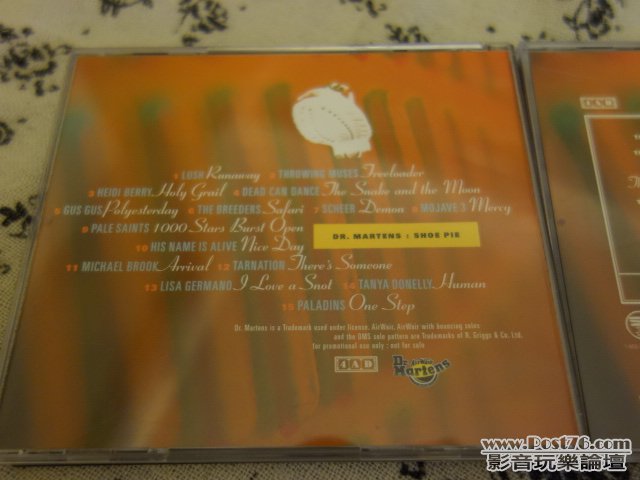 1 LUSH Runaway 2 THROWING MUSES Freeloader
3 HEIDI BERRY Holy Grail 4 DEAD CAN DANCE The Snake and the Moon
5 GUS GUS Polyesterday 6 THE BREEDERS Safari 7 SCHEER Demon 8 MOJAVE 3 Mercy
9 PALE SAINTS 1000 Stars Burst Open
DR. MARTENS : SHOE PIE
10 HIS NAME IS ALIVE Nice Day
11 MICHAEL BROOK Arrival 12 TARNATION There's Someone
13 LISA GERMANO I Love a Snot 14 TANYA DONELLY Human
15 PALADINS One Step
Dr. Martens is a Trademark used under license. AirWair, AirWair with bouncing soles
and the DMS sole pattern are Trademarks of R. Griggs & Co. Ltd.
for promotional use only : not for sale
4AD
Dr. Martens
AirWair
www.Post76.com
影音玩樂論壇